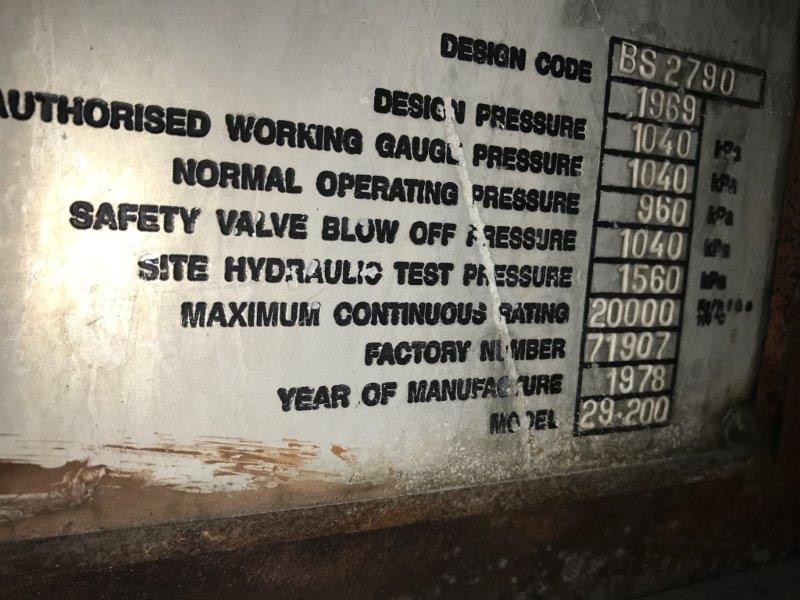 DESIGN CODE BS 2790
1969
DESIGN PRESSURE 1040 kPa
AUTHORISED WORKING GAUGE PRESSURE 1040 kPa
NORMAL OPERATING PRESSURE 960 kPa
SAFETY VALVE BLOW OFF PRESSURE 1040 kPa
SITE HYDRAULIC TEST PRESSURE 1560 kPa
MAXIMUM CONTINUOUS RATING 20000
FACTORY NUMBER 71907
YEAR OF MANUFACTURE 1978
MODEL 29·200